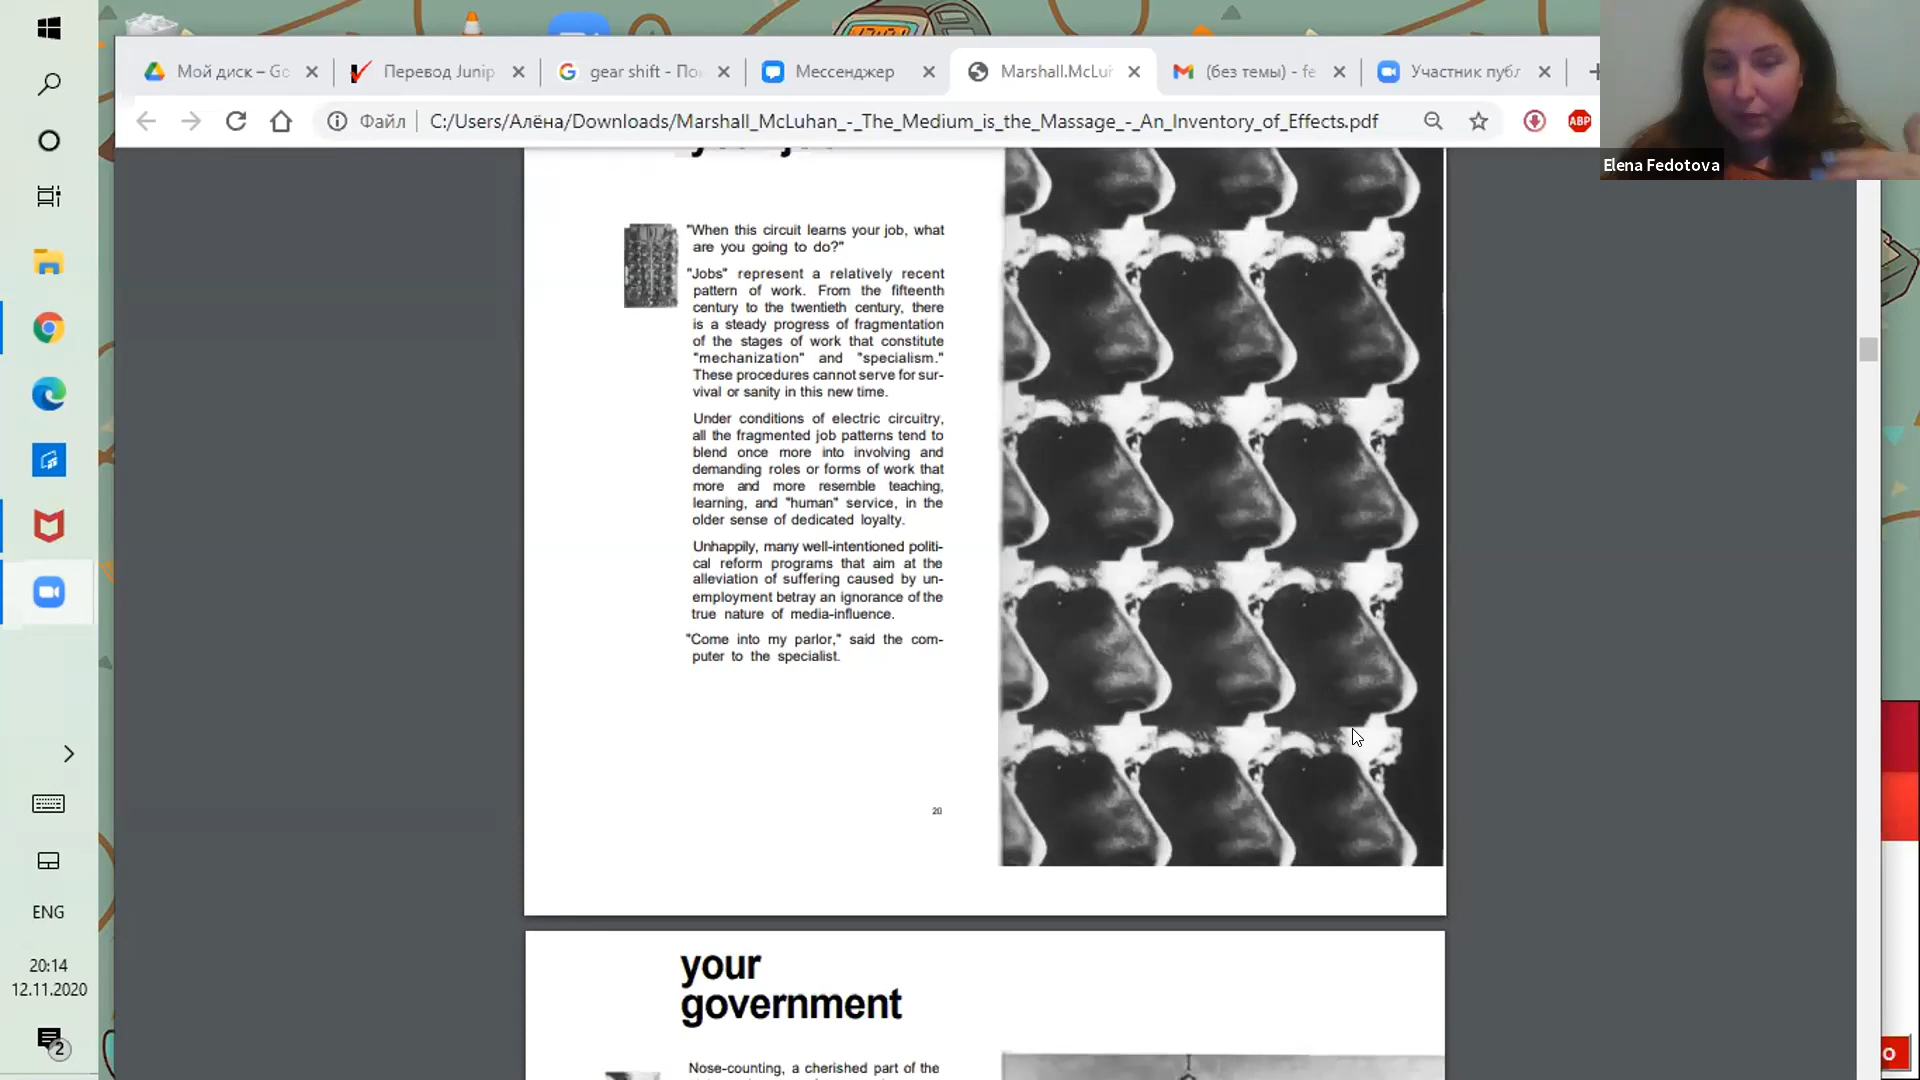 Мой диск – Go
Перевод Junip
gear shift - По
Мессенджер
Marshall.McLu
(без темы) - fe
Участник публ
Файл
C:/Users/Алёна/Downloads/Marshall_McLuhan_-_The_Medium_is_the_Massage_-_An_Inventory_of_Effects.pdf
ABP
Elena Fedotova
"When this circuit learns your job, what
are you going to do?"
"Jobs" represent a relatively recent
pattern of work. From the fifteenth
century to the twentieth century, there
is a steady progress of fragmentation
of the stages of work that constitute
"mechanization" and "specialism."
These procedures cannot serve for sur-
vival or sanity in this new time.
Under conditions of electric circuitry,
all the fragmented job patterns tend to
blend once more into involving and
demanding roles or forms of work that
more and more resemble teaching,
learning, and "human" service, in the
older sense of dedicated loyalty.
Unhappily, many well-intentioned politi-
cal reform programs that aim at the
alleviation of suffering caused by un-
employment betray an ignorance of the
true nature of media-influence.
"Come into my parlor," said the com-
puter to the specialist.
20
your
government
Nose-counting, a cherished part of the
ENG
20:14
12.11.2020
2